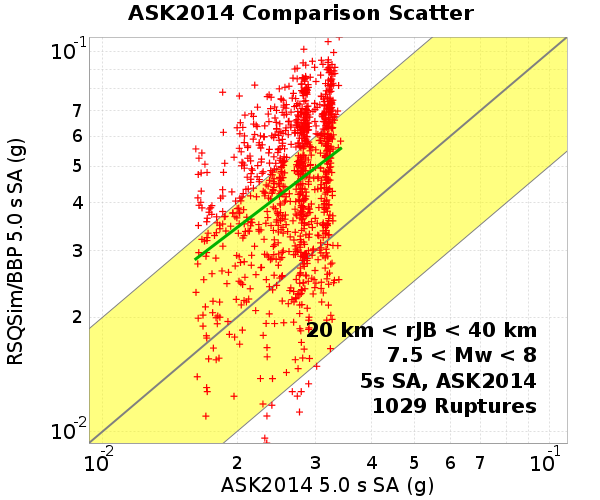 ASK2014 Comparison Scatter
RSQSim/BBP 5.0 s SA (g)
10-1
7
6
5
4
3
2
10-2
20 km < rJB < 40 km
7.5 < Mw < 8
5s SA, ASK2014
1029 Ruptures
10-2 2 3 4 5 6 7 10-1
ASK2014 5.0 s SA (g)